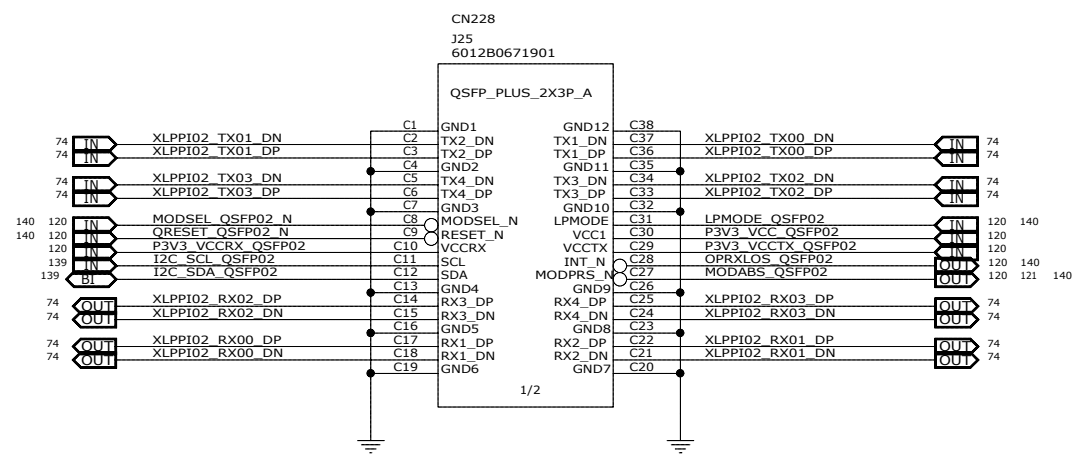 CN228
J25
6012B0671901
QSFP_PLUS_2X3P_A
C1 GND1 GND12 C38
74 IN XLPPI02_TX01_DN C2 TX2_DN TX1_DN C37 XLPPI02_TX00_DN IN 74
74 IN XLPPI02_TX01_DP C3 TX2_DP TX1_DP C36 XLPPI02_TX00_DP IN 74
C4 GND2 GND11 C35
74 IN XLPPI02_TX03_DN C5 TX4_DN TX3_DN C34 XLPPI02_TX02_DN IN 74
74 IN XLPPI02_TX03_DP C6 TX4_DP TX3_DP C33 XLPPI02_TX02_DP IN 74
C7 GND3 GND10 C32
140 120 IN MODSEL_QSFP02_N C8 MODSEL_N LPMODE C31 LPMODE_QSFP02 IN 120 140
140 120 IN QRESET_QSFP02_N C9 RESET_N VCC1 C30 P3V3_VCC_QSFP02 IN 120
120 IN P3V3_VCCRX_QSFP02 C10 VCCRX VCCTX C29 P3V3_VCCTX_QSFP02 IN 120
139 IN I2C_SCL_QSFP02 C11 SCL INT_N C28 OPRXLOS_QSFP02 OUT 120 140
139 BI I2C_SDA_QSFP02 C12 SDA MODPRS_N C27 MODABS_QSFP02 OUT 120 121 140
C13 GND4 GND9 C26
74 OUT XLPPI02_RX02_DP C14 RX3_DP RX4_DP C25 XLPPI02_RX03_DP OUT 74
74 OUT XLPPI02_RX02_DN C15 RX3_DN RX4_DN C24 XLPPI02_RX03_DN OUT 74
C16 GND5 GND8 C23
74 OUT XLPPI02_RX00_DP C17 RX1_DP RX2_DP C22 XLPPI02_RX01_DP OUT 74
74 OUT XLPPI02_RX00_DN C18 RX1_DN RX2_DN C21 XLPPI02_RX01_DN OUT 74
C19 GND6 GND7 C20
1/2